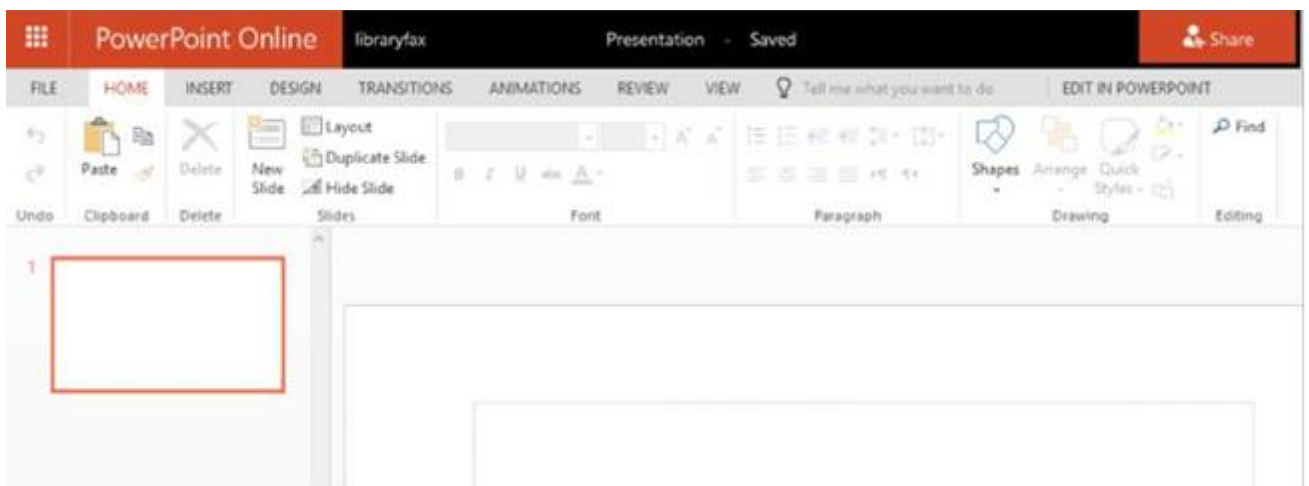 PowerPoint Online libraryfax Presentation - Saved Share
FILE HOME INSERT DESIGN TRANSITIONS ANIMATIONS REVIEW VIEW Tell me what you want to do EDIT IN POWERPOINT
Layout Find
Duplicate Slide
Paste Delete New Slide Hide Slide B I U abc A Shapes Arrange Quick Styles
Undo Clipboard Delete Slides Font Paragraph Drawing Editing
1